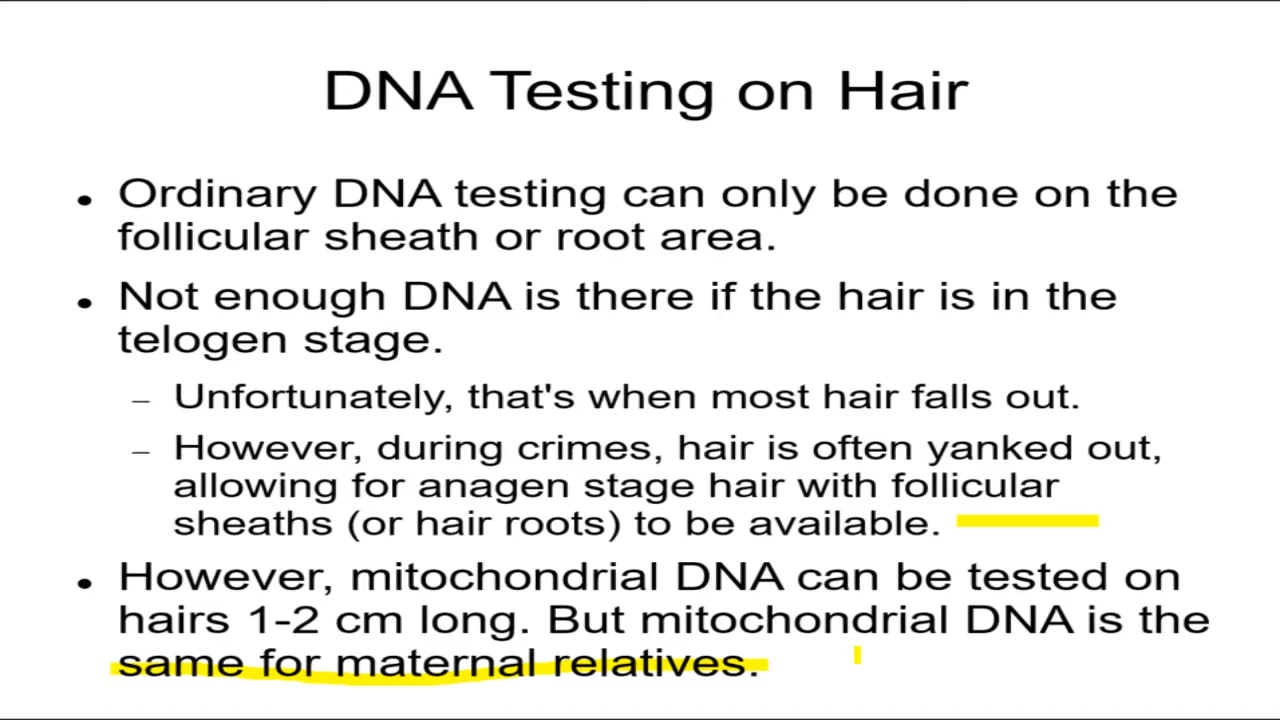 DNA Testing on Hair
• Ordinary DNA testing can only be done on the
follicular sheath or root area.
• Not enough DNA is there if the hair is in the
telogen stage.
– Unfortunately, that's when most hair falls out.
– However, during crimes, hair is often yanked out,
allowing for anagen stage hair with follicular
sheaths (or hair roots) to be available.
• However, mitochondrial DNA can be tested on
hairs 1-2 cm long. But mitochondrial DNA is the
same for maternal relatives.